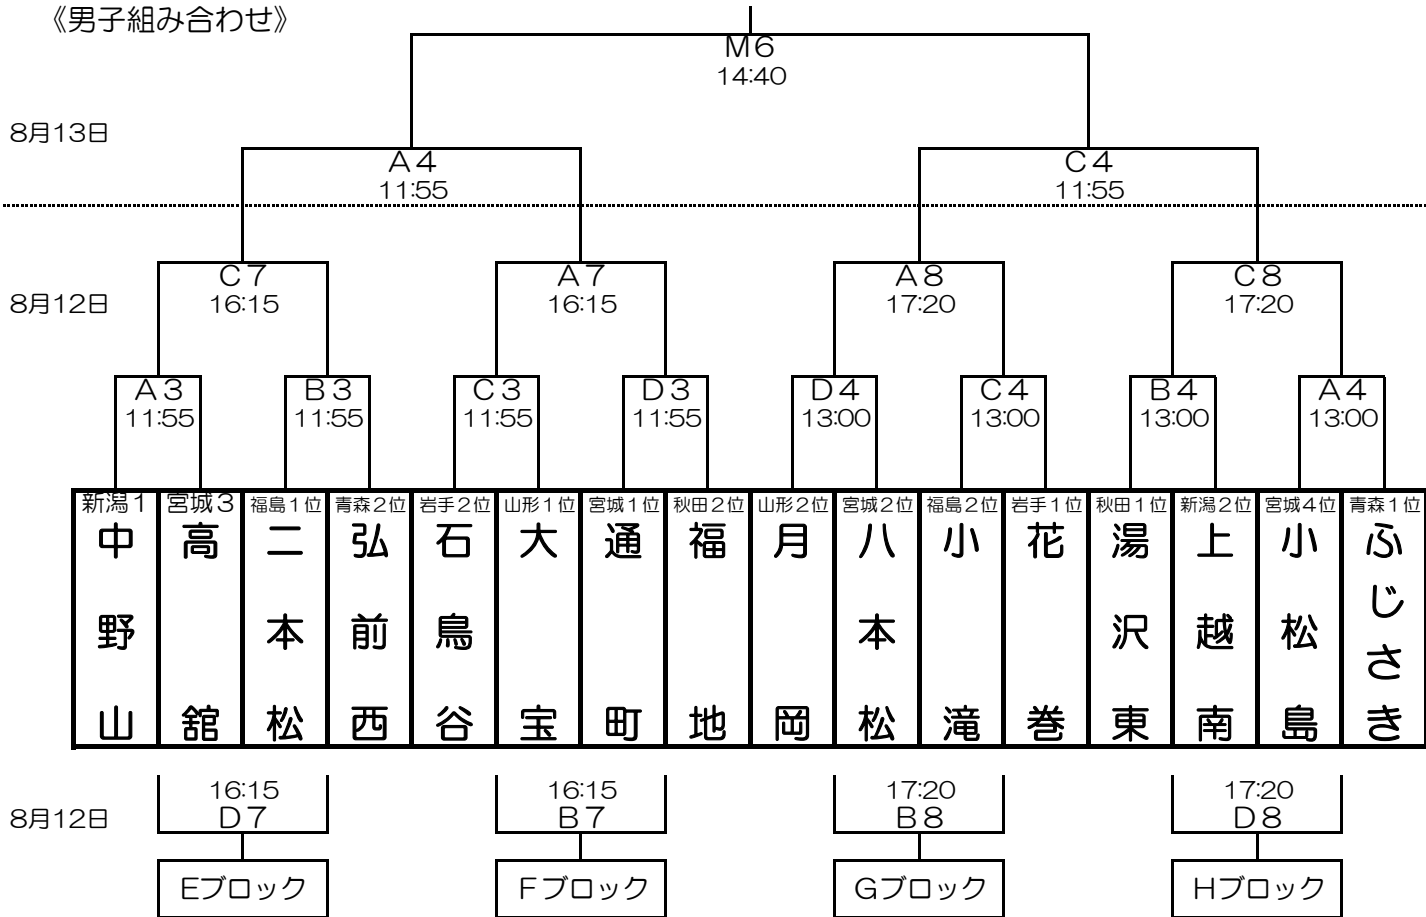 《男子組み合わせ》
M6
14:40
8月13日
A4
11:55
C4
11:55
8月12日
C7
16:15
A7
16:15
A8
17:20
C8
17:20
A3
11:55
B3
11:55
C3
11:55
D3
11:55
D4
13:00
C4
13:00
B4
13:00
A4
13:00
新潟1
中野山
宮城3
高舘
福島1位
二本松
青森2位
弘前西
岩手2位
石鳥谷
山形1位
大宝
宮城1位
通町
秋田2位
福地
山形2位
月岡
宮城2位
八本松
福島2位
小滝
岩手1位
花巻
秋田1位
湯沢東
新潟2位
上越南
宮城4位
小松島
青森1位
ふじさき
8月12日
16:15
D7
16:15
B7
17:20
B8
17:20
D8
Eブロック
Fブロック
Gブロック
Hブロック